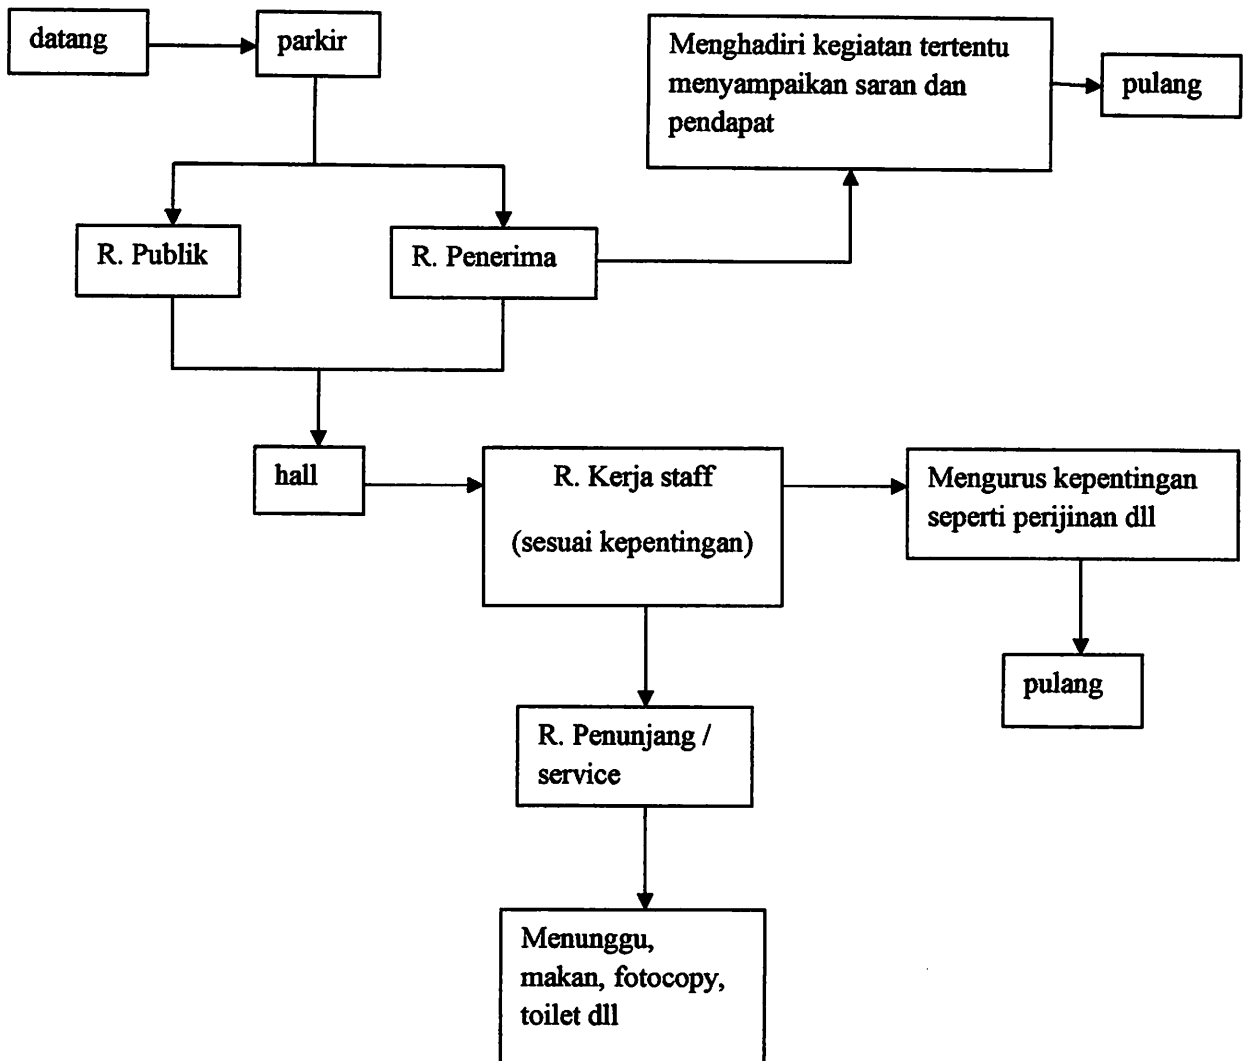 datang
parkir
Menghadiri kegiatan tertentu
menyampaikan saran dan
pendapat
pulang
R. Publik
R. Penerima
hall
R. Kerja staff
(sesuai kepentingan)
Mengurus kepentingan
seperti perijinan dll
pulang
R. Penunjang /
service
Menunggu,
makan, fotocopy,
toilet dll